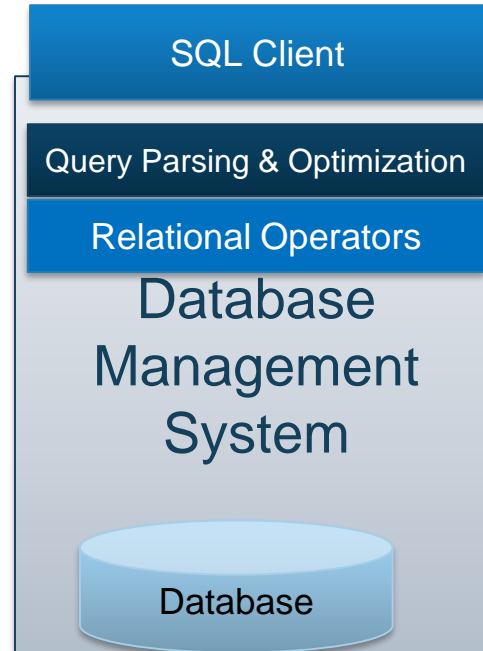 SQL Client
Query Parsing & Optimization
Relational Operators
Database
Management
System
Database